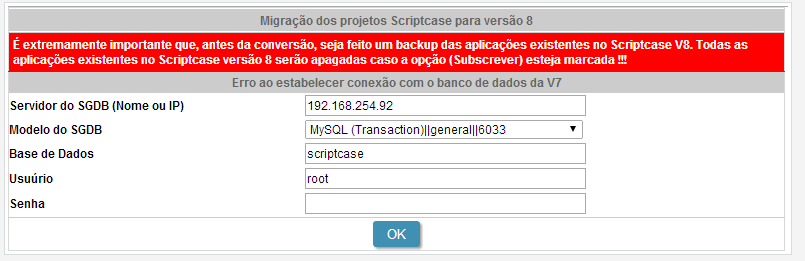 Migração dos projetos Scriptcase para versão 8
É extremamente importante que, antes da conversão, seja feito um backup das aplicações existentes no Scriptcase V8. Todas as
aplicações existentes no Scriptcase versão 8 serão apagadas caso a opção (Subscrever) esteja marcada !!!
Erro ao estabelecer conexão com o banco de dados da V7
Servidor do SGDB (Nome ou IP) 192.168.254.92
Modelo do SGDB MySQL (Transaction)||general||6033
Base de Dados scriptcase
Usuúrio root
Senha
OK